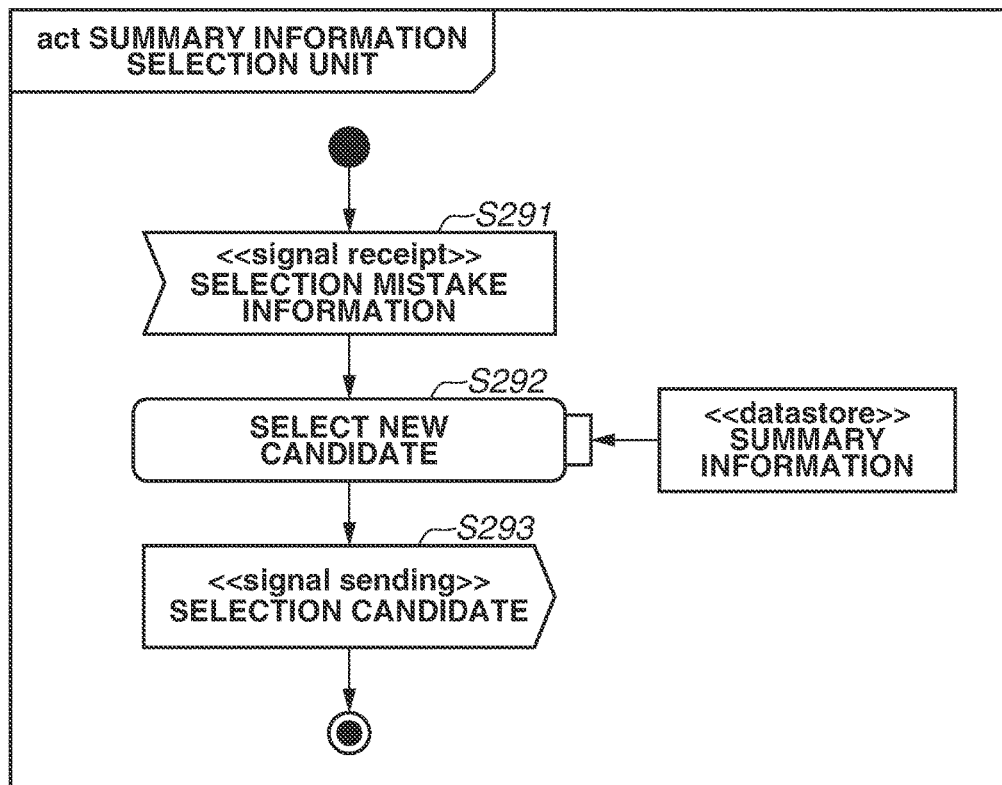 act SUMMARY INFORMATION
SELECTION UNIT
S291
<<signal receipt>>
SELECTION MISTAKE
INFORMATION
S292
SELECT NEW
CANDIDATE
<<datastore>>
SUMMARY
INFORMATION
S293
<<signal sending>>
SELECTION CANDIDATE